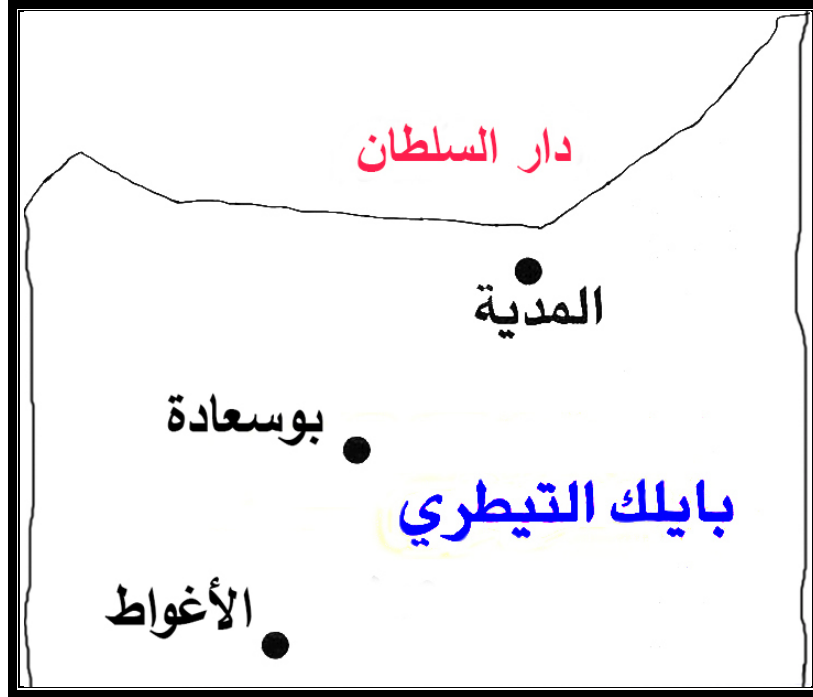 دار السلطان
المدية
بوسعادة
بايلك التيطري
الأغواط